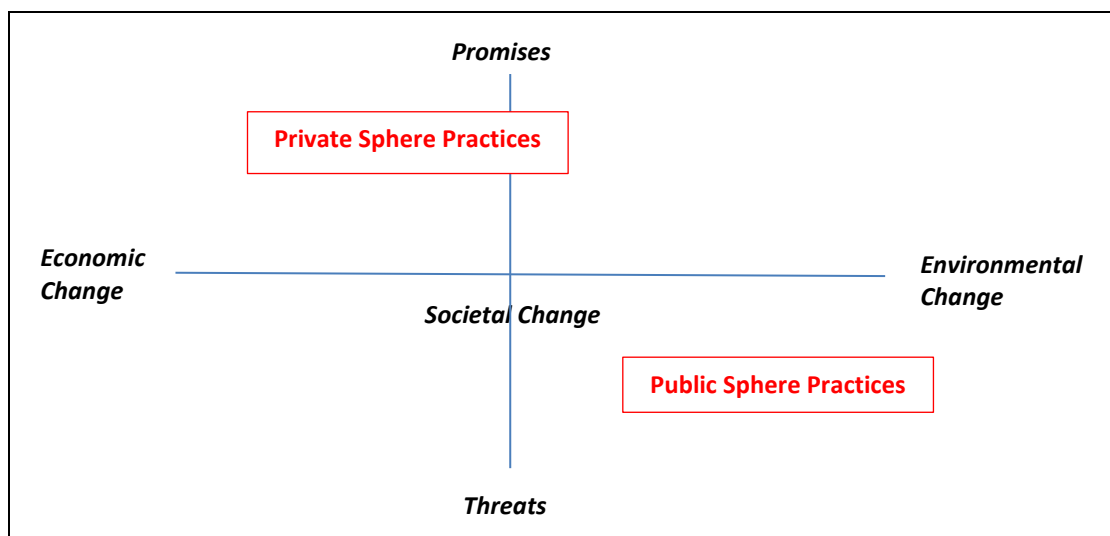 Promises
Private Sphere Practices
Economic
Change
Environmental
Change
Societal Change
Public Sphere Practices
Threats